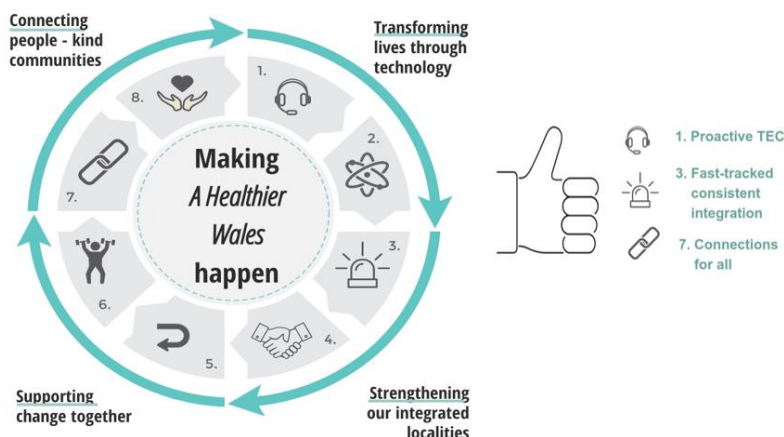 Connecting
people - kind
communities
Transforming
lives through
technology
8.
1.
2.
7.
3.
6.
5.
4.
Making
A Healthier
Wales
happen
Supporting
change together
Strengthening
our integrated
localities
1. Proactive TEC
3. Fast-tracked
consistent
integration
7. Connections
for all